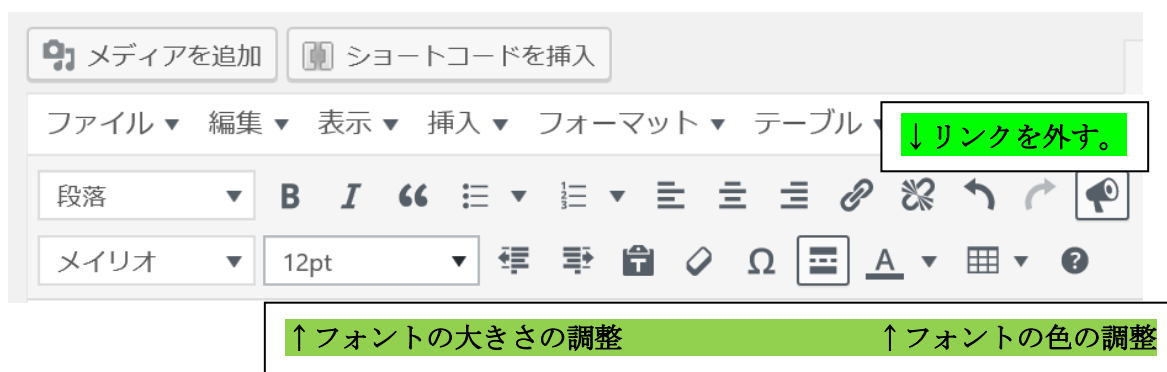 メディアを追加 ショートコードを挿入
ファイル 編集 表示 挿入 フォーマット テーブル
↓リンクを外す。
段落
メイリオ 12pt
↑フォントの大きさの調整 ↑フォントの色の調整